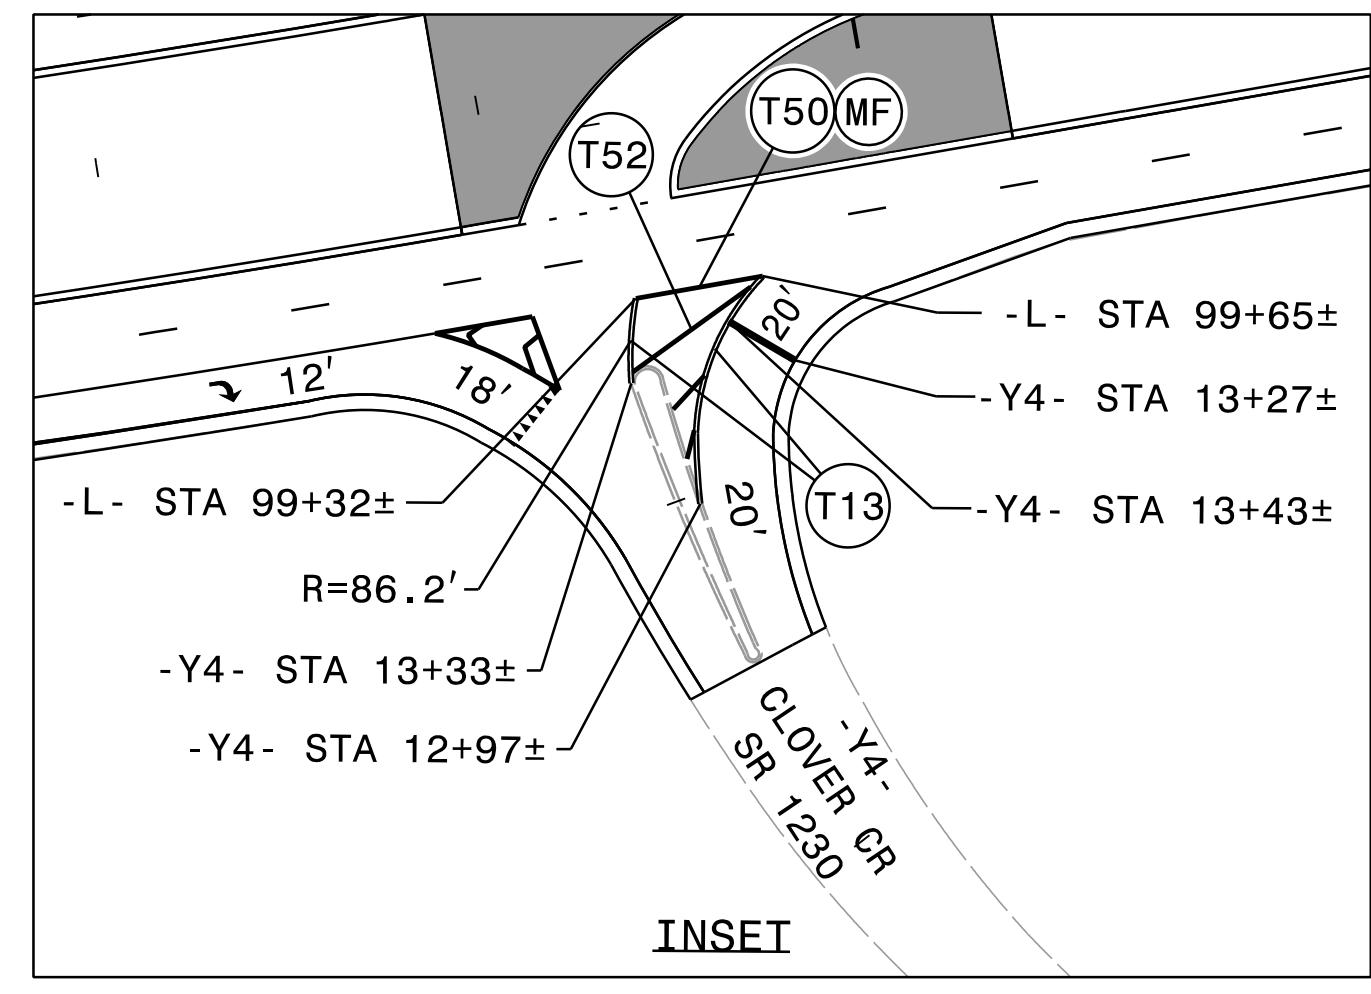 T50
MF
T52
20'
-L- STA 99+65±
12'
18'
-Y4- STA 13+27±
-L- STA 99+32±
20'
T13
-Y4- STA 13+43±
R=86.2'
-Y4- STA 13+33±
-Y4- STA 12+97±
-Y4-
CLOVER CR
SR 1230
INSET